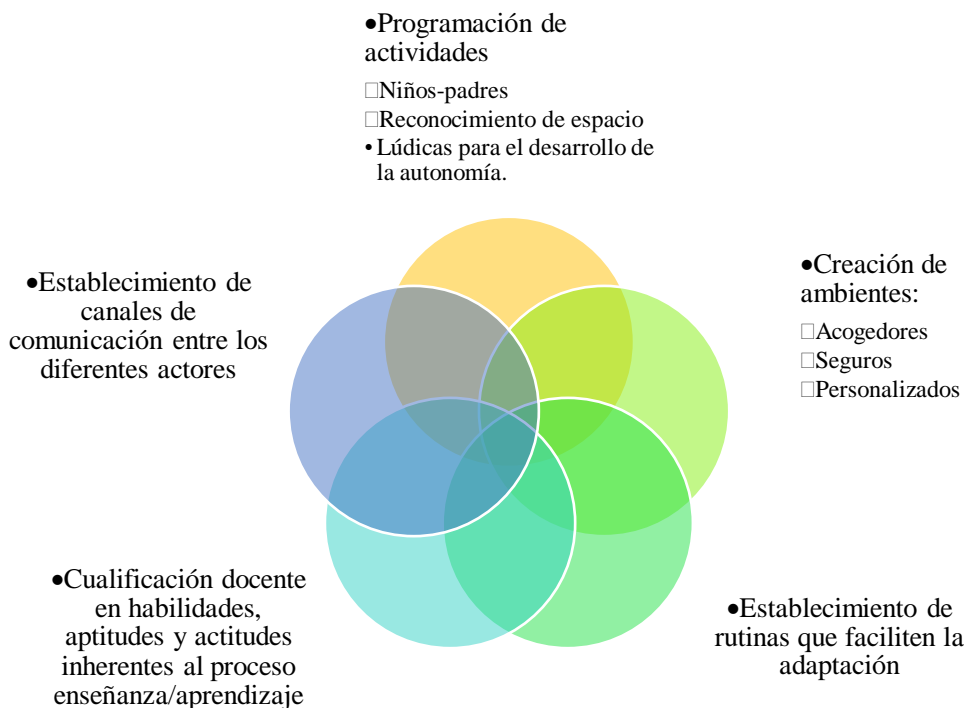 ●Programación de
actividades
□Niños-padres
□Reconocimiento de espacio
• Lúdicas para el desarrollo de
la autonomía.
●Creación de
ambientes:
□Acogedores
□Seguros
□Personalizados
●Establecimiento de
rutinas que faciliten la
adaptación
●Cualificación docente
en habilidades,
aptitudes y actitudes
inherentes al proceso
enseñanza/aprendizaje
●Establecimiento de
canales de
comunicación entre los
diferentes actores